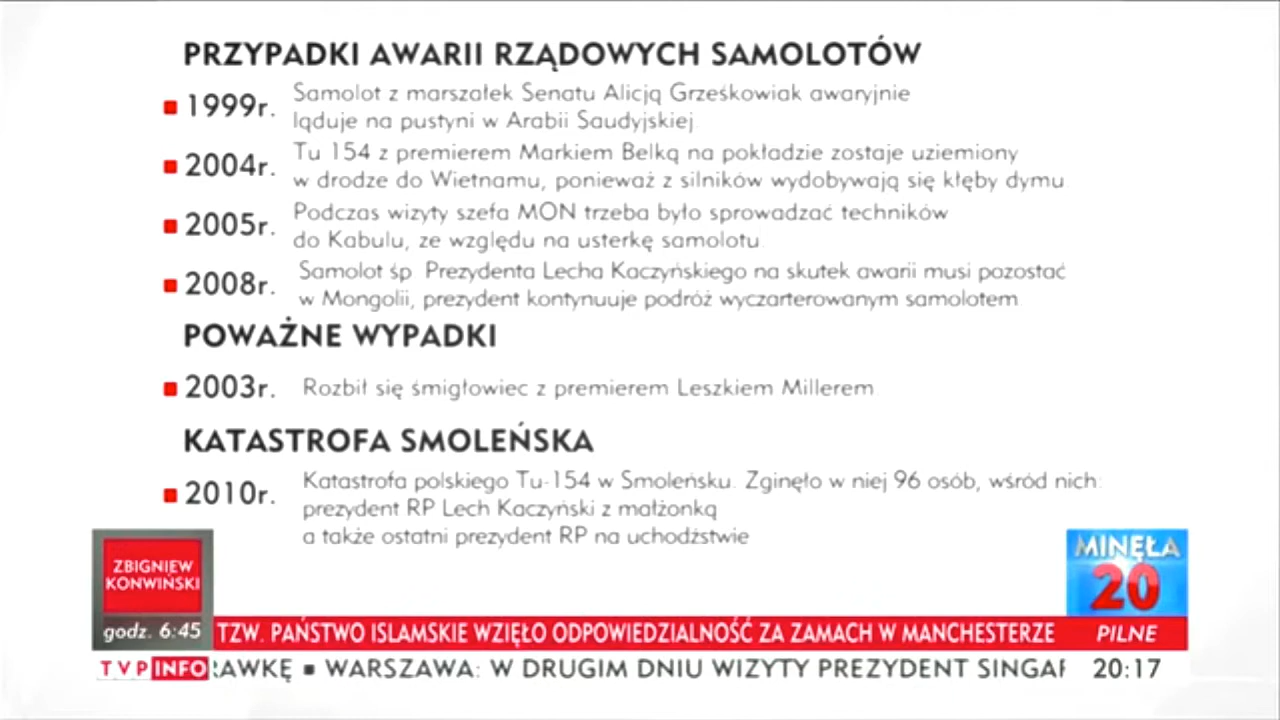 PRZYPADKI AWARII RZĄDOWYCH SAMOLOTÓW
1999r. Samolot z marszałek Senatu Alicją Grześkowiak awaryjnie
ląduje na pustyni w Arabii Saudyjskiej.
2004r. Tu 154 z premierem Markiem Belką na pokładzie zostaje uziemiony
w drodze do Wietnamu, ponieważ z silników wydobywają się kłęby dymu.
2005r. Podczas wizyty szefa MON trzeba było sprowadzać techników
do Kabulu, ze względu na usterkę samolotu.
2008r. Samolot śp. Prezydenta Lecha Kaczyńskiego na skutek awarii musi pozostać
w Mongolii, prezydent kontynuuje podróż wyczarterowanym samolotem
POWAŻNE WYPADKI
2003r. Rozbił się śmigłowiec z premierem Leszkiem Millerem
KATASTROFA SMOLEŃSKA
2010r. Katastrofa polskiego Tu-154 w Smoleńsku. Zginęło w niej 96 osób, wśród nich:
prezydent RP Lech Kaczyński z małżonką
a także ostatni prezydent RP na uchodźstwie
ZBIGNIEW
KONWIŃSKI
godz. 6:45
MINĘŁA
20
TZW. PAŃSTWO ISLAMSKIE WZIĘŁO ODPOWIEDZIALNOŚĆ ZA ZAMACH W MANCHESTERZE
PILNE
TVP INFO
AWKĘ ▪ WARSZAWA: W DRUGIM DNIU WIZYTY PREZYDENT SINGAP
20:17